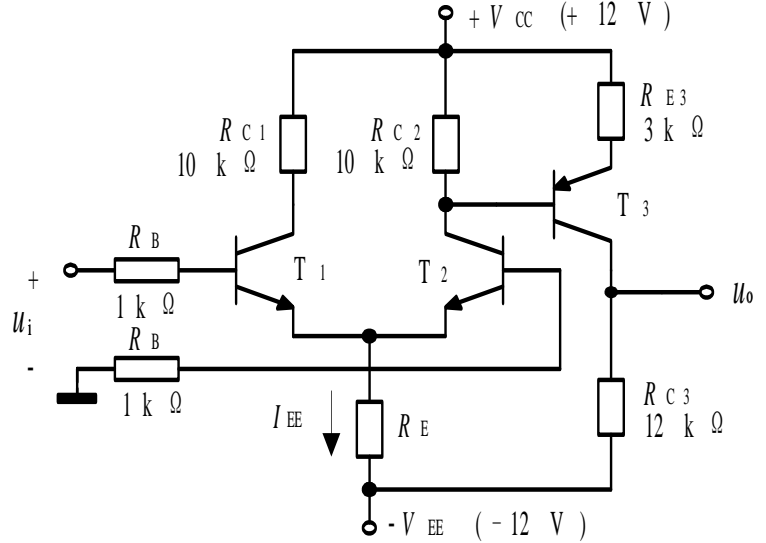 + V CC (+ 12 V)
R C 1
10 k Ω
R C 2
10 k Ω
R E 3
3 k Ω
T 3
R B
1 k Ω
T 1
T 2
+
u i
-
u o
R B
1 k Ω
I EE
R E
R C 3
12 k Ω
- V EE ( - 12 V )